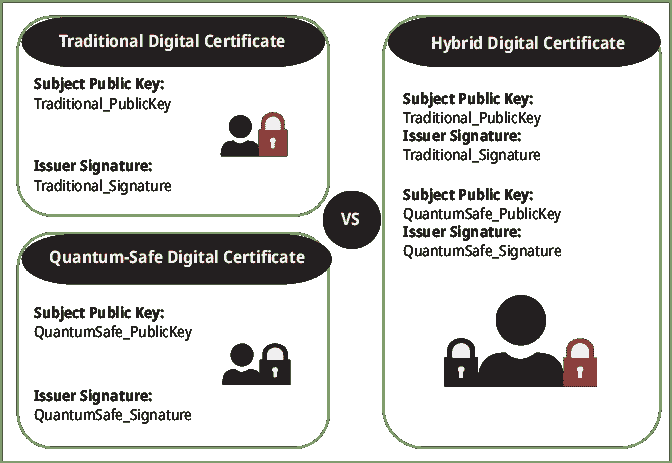 Traditional Digital Certificate
Subject Public Key:
Traditional_PublicKey
Issuer Signature:
Traditional_Signature
VS
Quantum-Safe Digital Certificate
Subject Public Key:
QuantumSafe_PublicKey
Issuer Signature:
QuantumSafe_Signature
Hybrid Digital Certificate
Subject Public Key:
Traditional_PublicKey
Issuer Signature:
Traditional_Signature
Subject Public Key:
QuantumSafe_PublicKey
Issuer Signature:
QuantumSafe_Signature